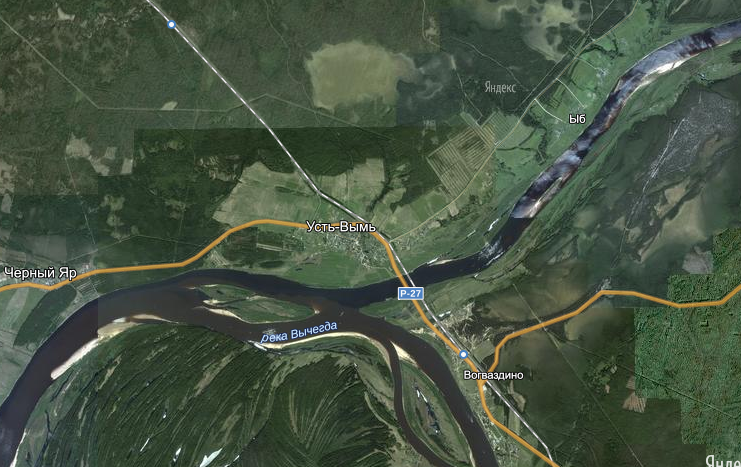 Яндекс
Ыб
Усть-Вымь
Черный Яр
Р-27
река Вычегда
Вогваздино